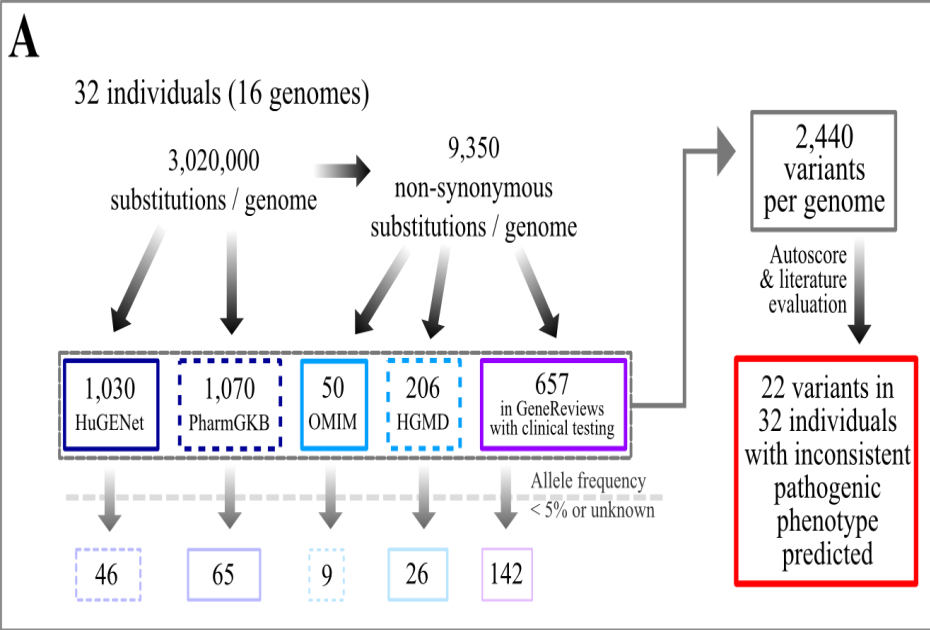 A
32 individuals (16 genomes)
3,020,000
substitutions / genome
9,350
non-synonymous
substitutions / genome
2,440
variants
per genome
Autoscore
& literature
evaluation
1,030
HuGENet
1,070
PharmGKB
50
OMIM
206
HGMD
657
in GeneReviews
with clinical testing
22 variants in
32 individuals
with inconsistent
pathogenic
phenotype
predicted
Allele frequency
< 5% or unknown
46
65
9
26
142